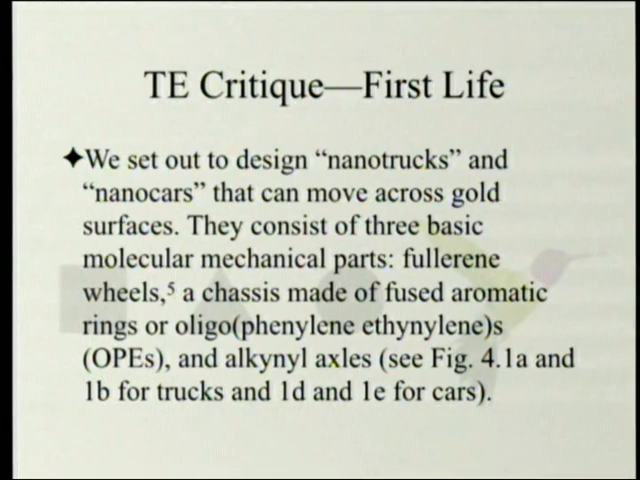 TE Critique—First Life
✦We set out to design “nanotrucks” and
“nanocars” that can move across gold
surfaces. They consist of three basic
molecular mechanical parts: fullerene
wheels,⁵ a chassis made of fused aromatic
rings or oligo(phenylene ethynylene)s
(OPEs), and alkynyl axles (see Fig. 4.1a and
1b for trucks and 1d and 1e for cars).